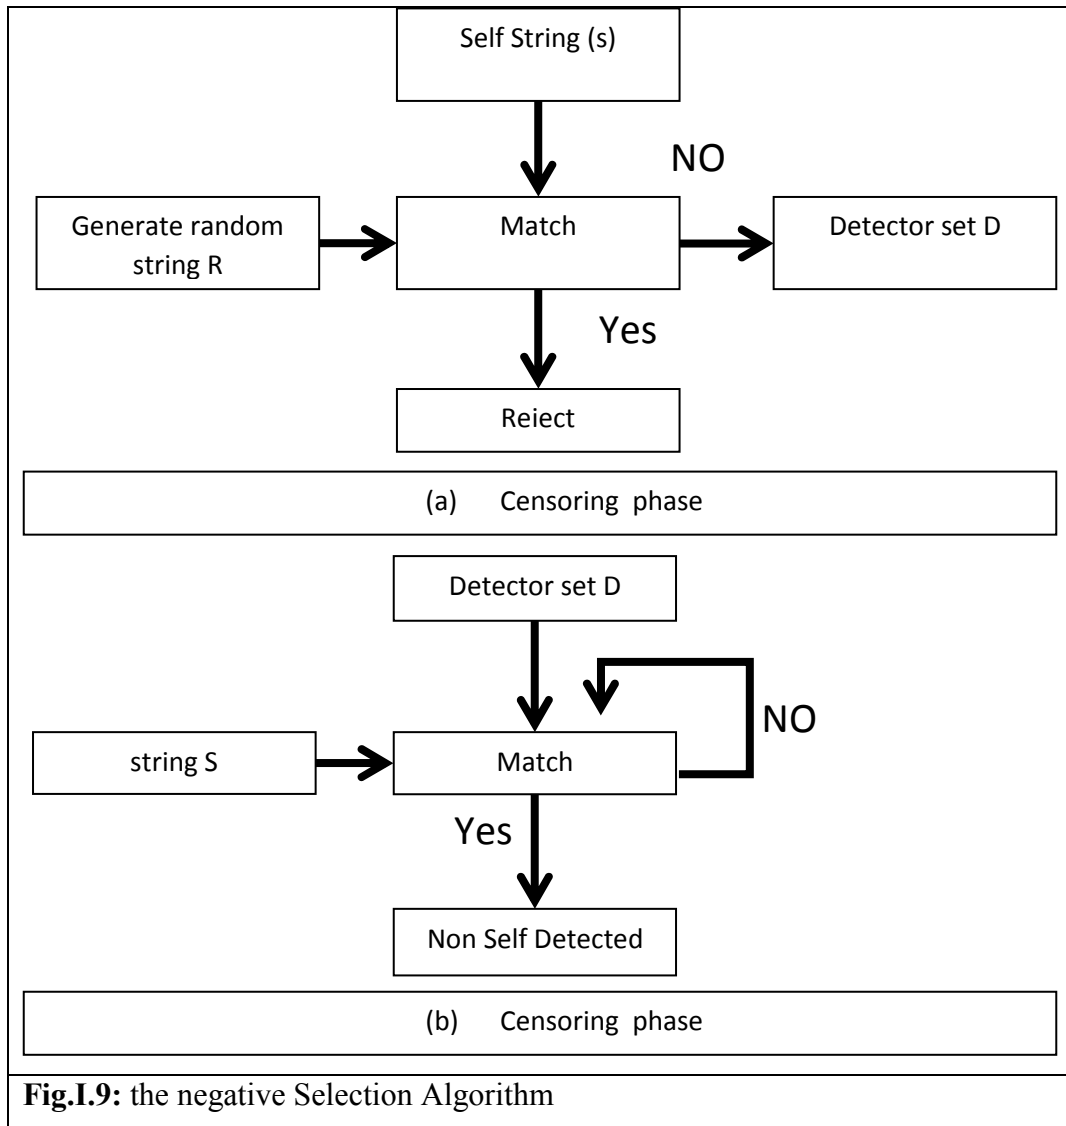 Self String (s)
NO
Generate random
string R
Match
Detector set D
Yes
Reject
(a) Censoring phase
Detector set D
NO
string S
Match
Yes
Non Self Detected
(b) Censoring phase
Fig.I.9: the negative Selection Algorithm